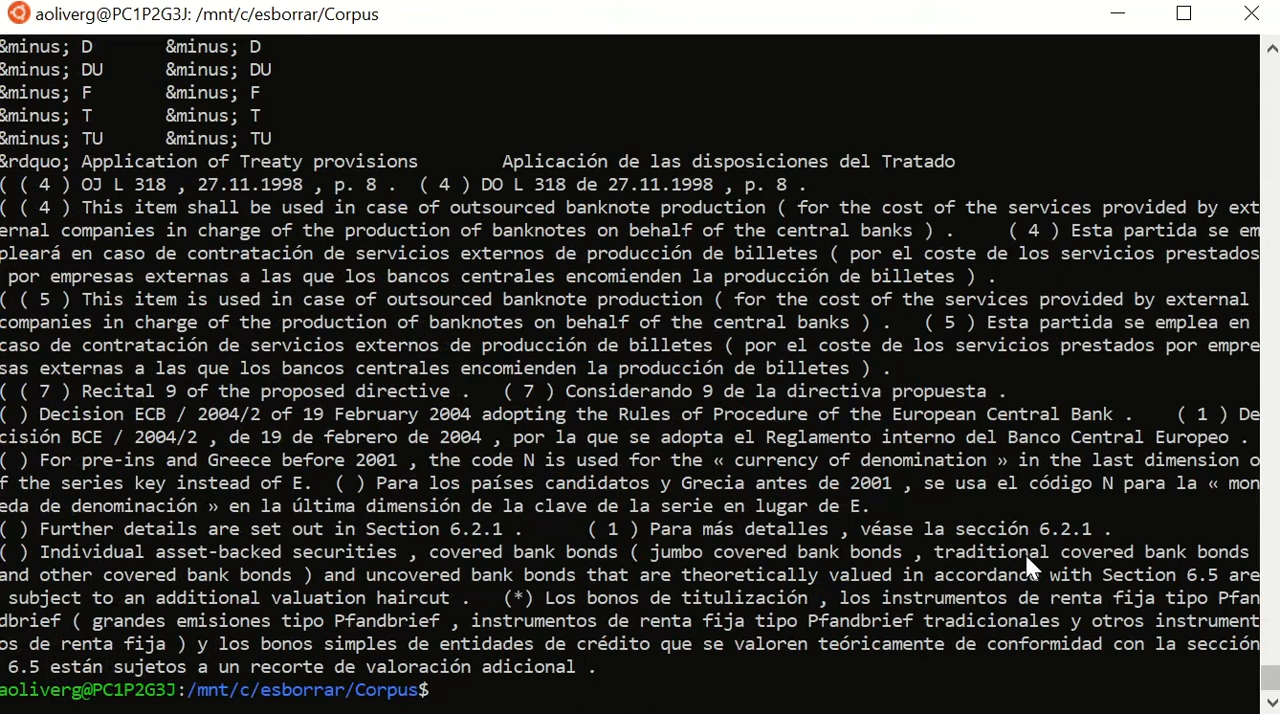 aoliverg@PC1P2G3J: /mnt/c/esborrar/Corpus
&minus; D &minus; D
&minus; DU &minus; DU
&minus; F &minus; F
&minus; T &minus; T
&minus; TU &minus; TU
&rdquo; Application of Treaty provisions Aplicación de las disposiciones del Tratado
( ( 4 ) OJ L 318 , 27.11.1998 , p. 8 . ( 4 ) DO L 318 de 27.11.1998 , p. 8 .
( ( 4 ) This item shall be used in case of outsourced banknote production ( for the cost of the services provided by ext
ernal companies in charge of the production of banknotes on behalf of the central banks ) . ( 4 ) Esta partida se em
pleará en caso de contratación de servicios externos de producción de billetes ( por el coste de los servicios prestados
por empresas externas a las que los bancos centrales encomienden la producción de billetes ) .
( ( 5 ) This item is used in case of outsourced banknote production ( for the cost of the services provided by external
companies in charge of the production of banknotes on behalf of the central banks ) . ( 5 ) Esta partida se emplea en
caso de contratación de servicios externos de producción de billetes ( por el coste de los servicios prestados por empre
sas externas a las que los bancos centrales encomienden la producción de billetes ) .
( ( 7 ) Recital 9 of the proposed directive . ( 7 ) Considerando 9 de la directiva propuesta .
( ) Decision ECB / 2004/2 of 19 February 2004 adopting the Rules of Procedure of the European Central Bank . ( 1 ) De
cisión BCE / 2004/2 , de 19 de febrero de 2004 , por la que se adopta el Reglamento interno del Banco Central Europeo .
( ) For pre-ins and Greece before 2001 , the code N is used for the « currency of denomination » in the last dimension o
f the series key instead of E. ( ) Para los países candidatos y Grecia antes de 2001 , se usa el código N para la « mon
eda de denominación » en la última dimensión de la clave de la serie en lugar de E.
( ) Further details are set out in Section 6.2.1 . ( 1 ) Para más detalles , véase la sección 6.2.1 .
( ) Individual asset-backed securities , covered bank bonds ( jumbo covered bank bonds , traditional covered bank bonds
and other covered bank bonds ) and uncovered bank bonds that are theoretically valued in accordance with Section 6.5 are
subject to an additional valuation haircut . (*) Los bonos de titulización , los instrumentos de renta fija tipo Pfan
dbrief ( grandes emisiones tipo Pfandbrief , instrumentos de renta fija tipo Pfandbrief tradicionales y otros instrument
os de renta fija ) y los bonos simples de entidades de crédito que se valoren teóricamente de conformidad con la sección
6.5 están sujetos a un recorte de valoración adicional .
aoliverg@PC1P2G3J:/mnt/c/esborrar/Corpus$